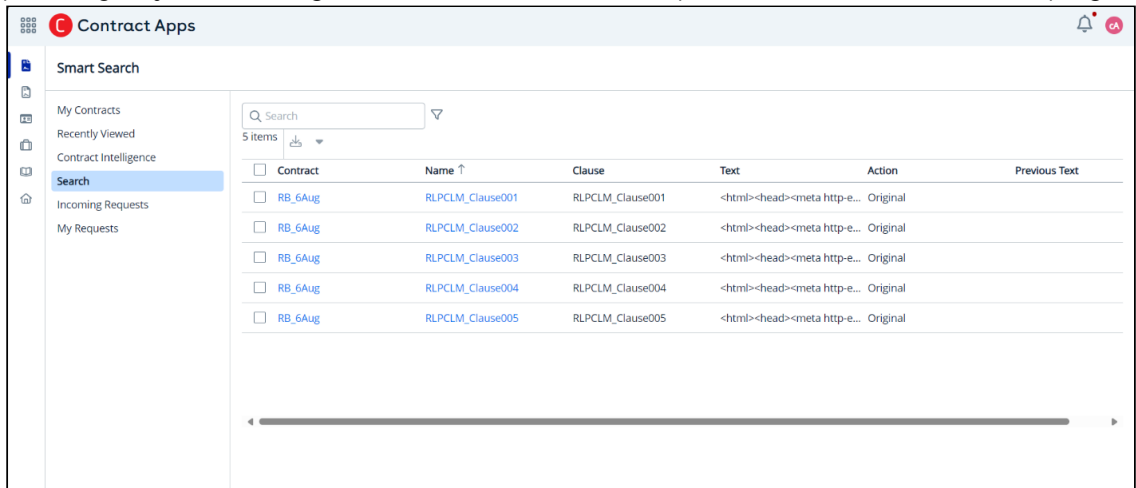 Contract Apps
CA
Smart Search
My Contracts
Recently Viewed
Contract Intelligence
Search
Incoming Requests
My Requests
Search
5 items
Contract Name ↑ Clause Text Action Previous Text
RB_6Aug RLPCLM_Clause001 RLPCLM_Clause001 <html><head><meta http-e... Original
RB_6Aug RLPCLM_Clause002 RLPCLM_Clause002 <html><head><meta http-e... Original
RB_6Aug RLPCLM_Clause003 RLPCLM_Clause003 <html><head><meta http-e... Original
RB_6Aug RLPCLM_Clause004 RLPCLM_Clause004 <html><head><meta http-e... Original
RB_6Aug RLPCLM_Clause005 RLPCLM_Clause005 <html><head><meta http-e... Original